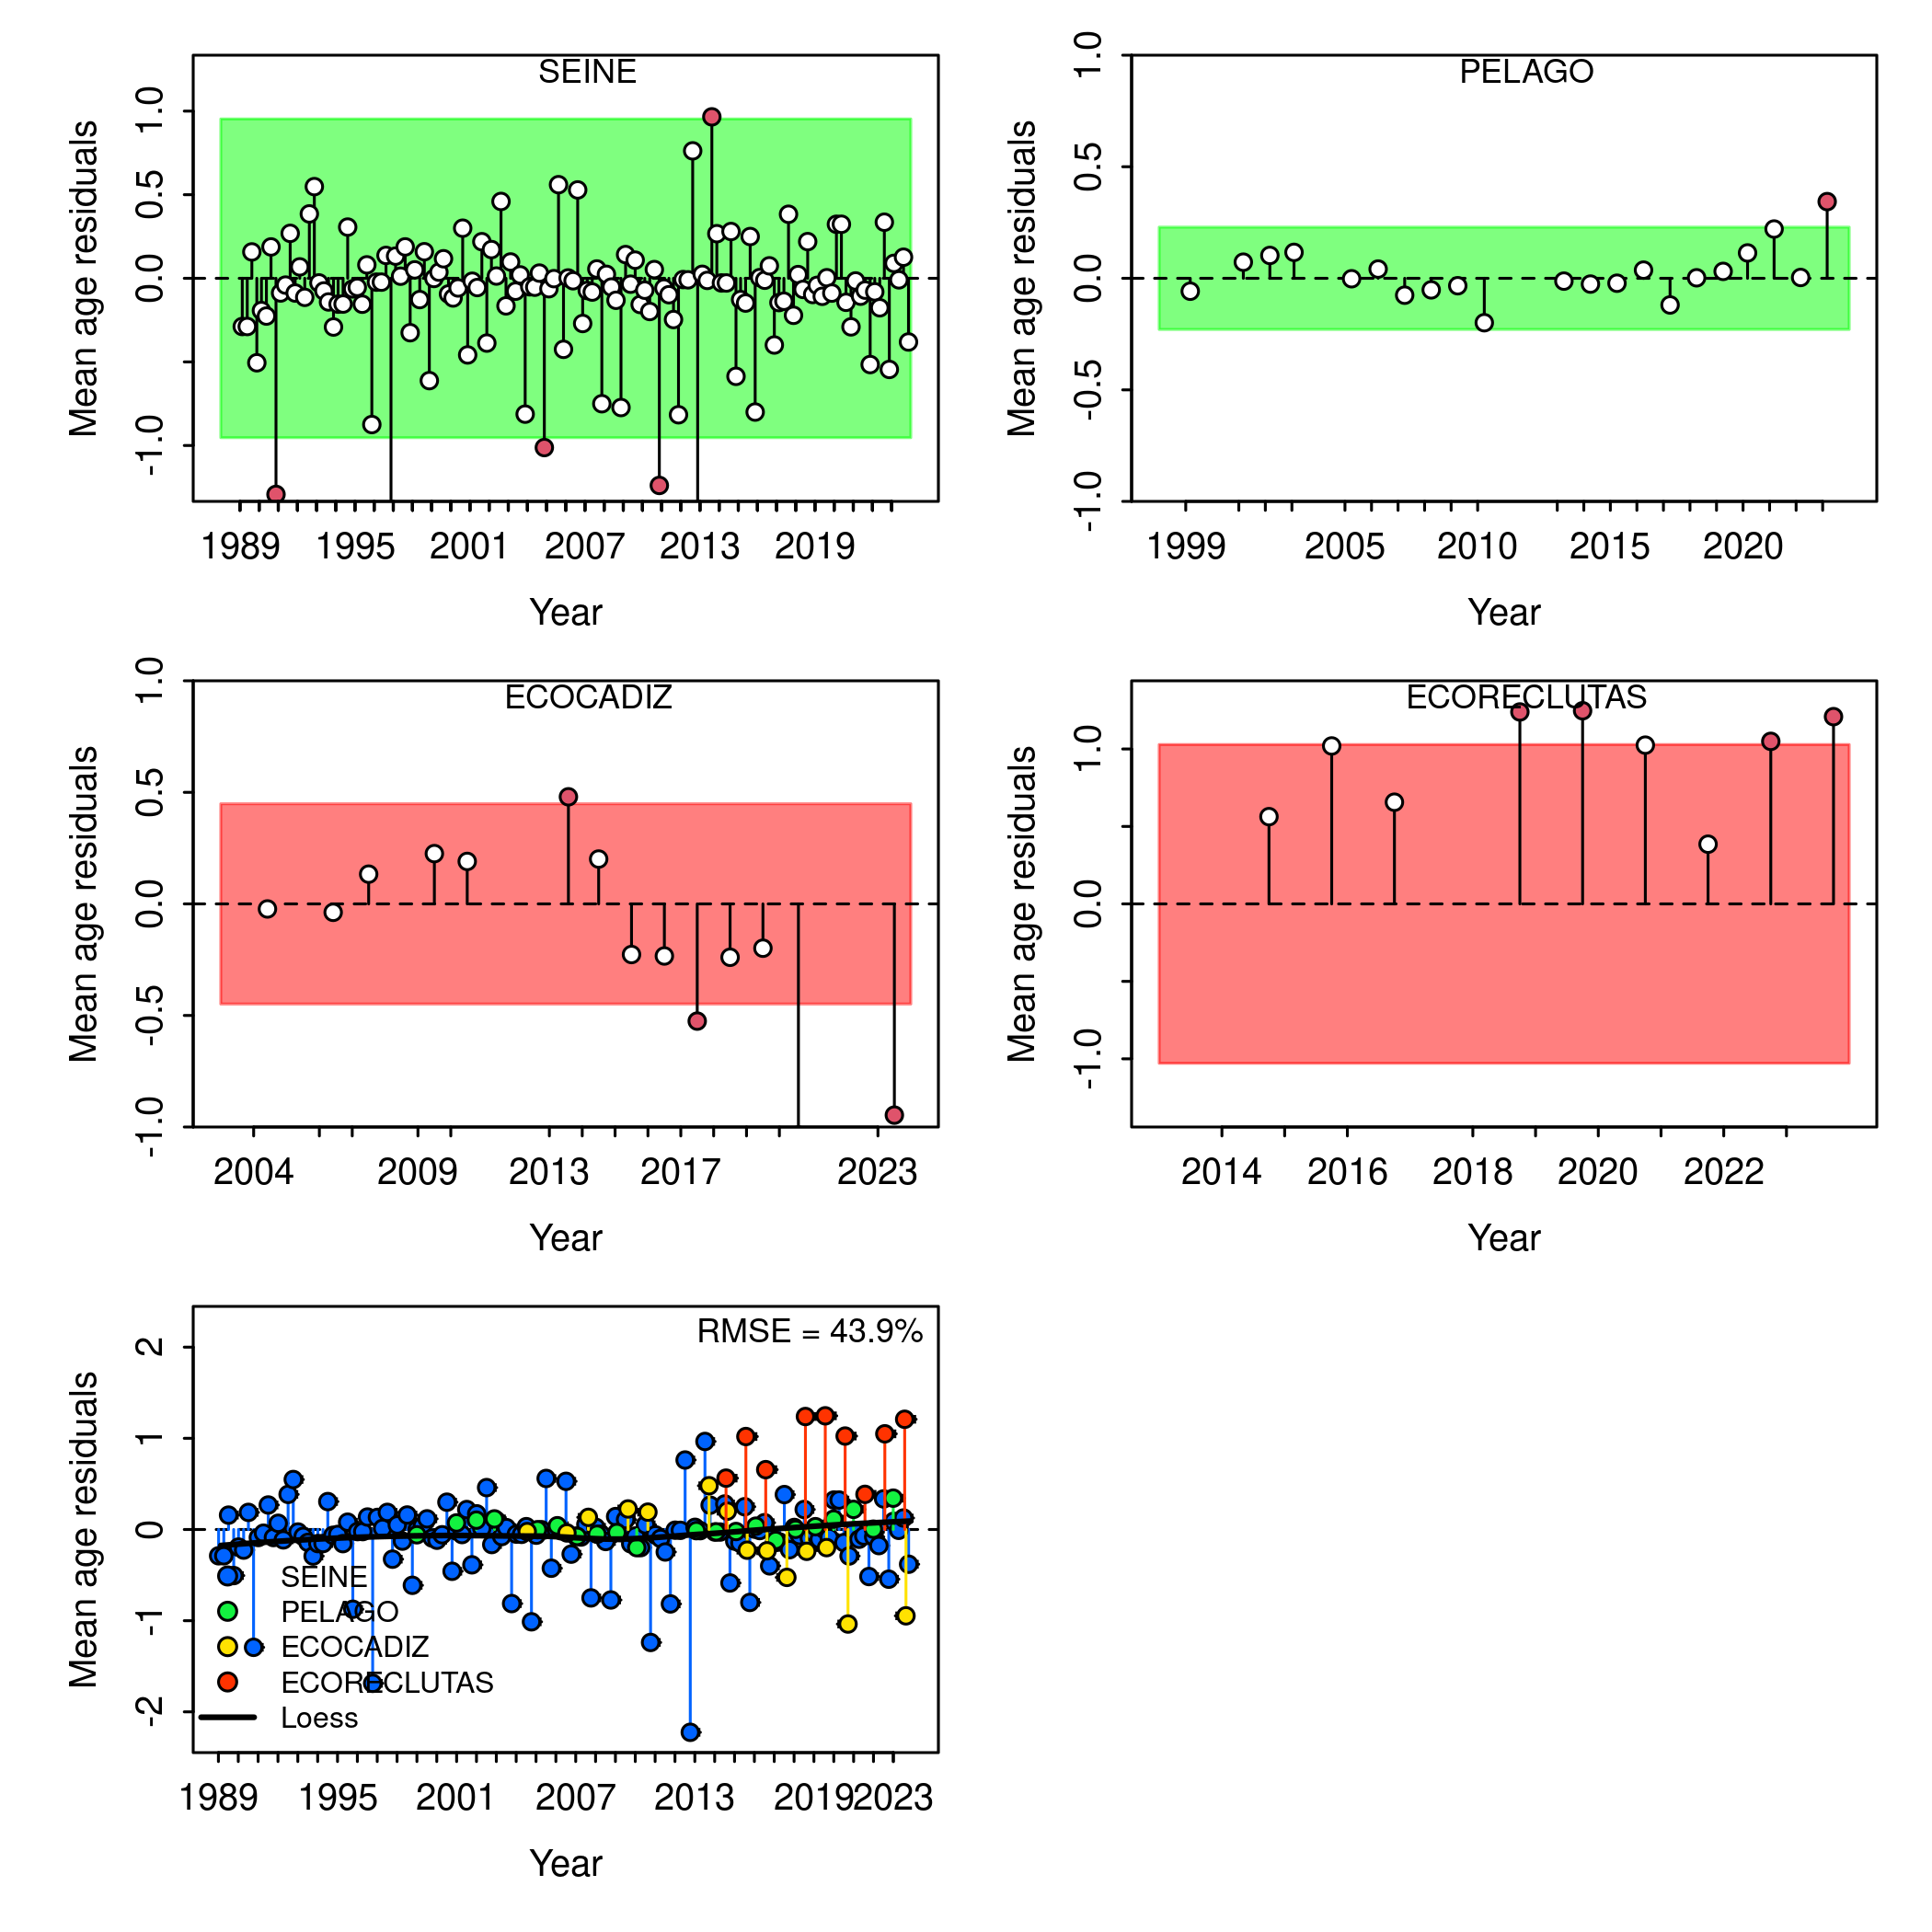 SEINE
Mean age residuals
1.0
0.5
0.0
-1.0
1989 1995 2001 2007 2013 2019
Year
PELAGO
Mean age residuals
1.0
0.5
0.0
-0.5
-1.0
1999 2005 2010 2015 2020
Year
ECOCADIZ
Mean age residuals
1.0
0.5
0.0
-0.5
-1.0
2004 2009 2013 2017 2023
Year
ECORECLUTAS
Mean age residuals
1.0
0.0
-1.0
2014 2016 2018 2020 2022
Year
RMSE = 43.9%
Mean age residuals
2
1
0
-1
-2
SEINE
PELAGO
ECOCADIZ
ECORECLUTAS
Loess
1989 1995 2001 2007 2013 2019 2023
Year